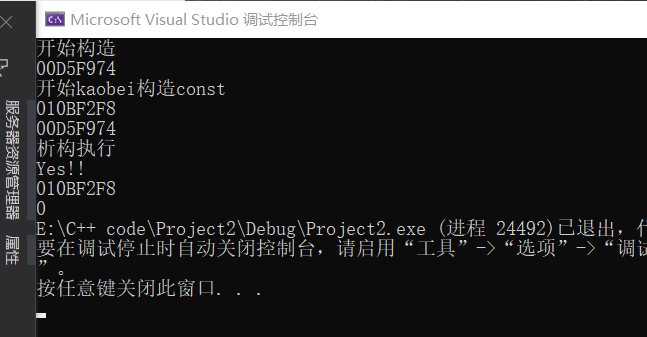 Microsoft Visual Studio 调试控制台
开始构造
00D5F974
开始kaobei构造const
010BF2F8
00D5F974
析构执行
Yes!!
010BF2F8
0
E:\C++ code\Project2\Debug\Project2.exe (进程 24492)已退出，代
要在调试停止时自动关闭控制台，请启用“工具”->“选项”->“调试
”。
按任意键关闭此窗口. . .
服务器资源管理器
属性